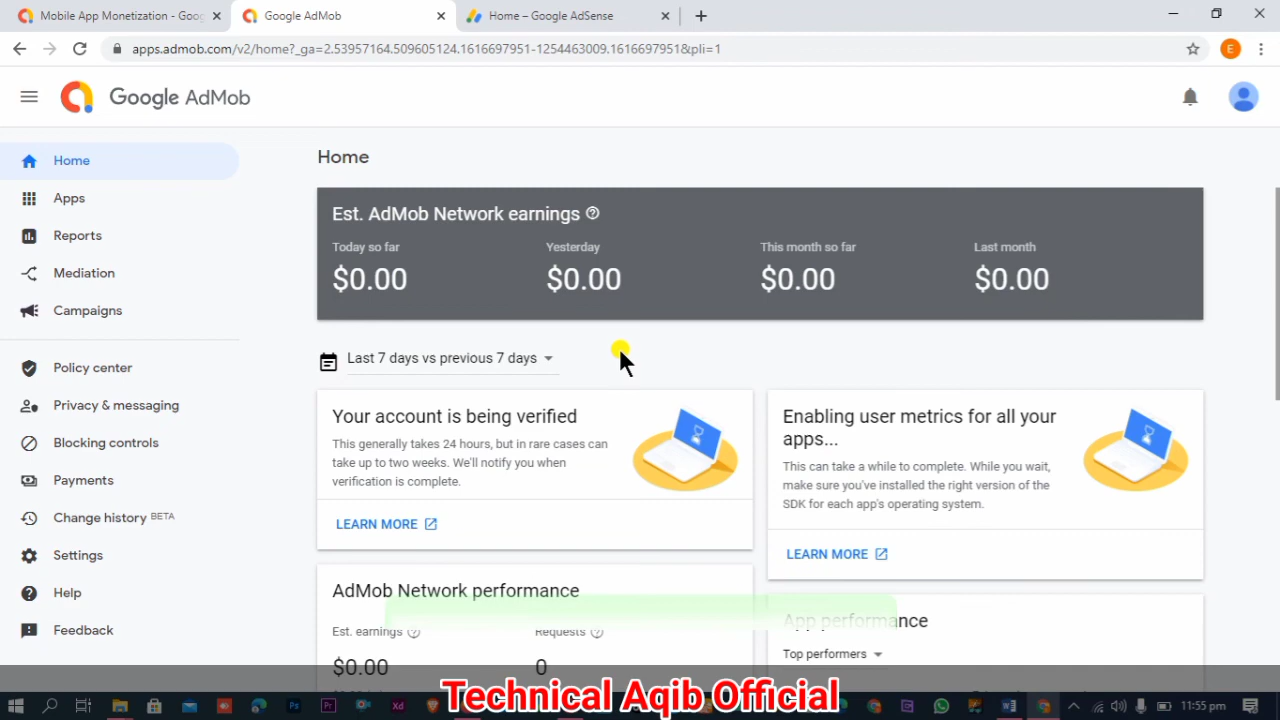 Mobile App Monetization - Goog
Google AdMob
Home – Google AdSense
apps.admob.com/v2/home?_ga=2.53957164.509605124.1616697951-1254463009.1616697951&pli=1
E
Google AdMob
Home
Apps
Reports
Mediation
Campaigns
Policy center
Privacy & messaging
Blocking controls
Payments
Change history BETA
Settings
Help
Feedback
Home
Est. AdMob Network earnings
Today so far
$0.00
Yesterday
$0.00
This month so far
$0.00
Last month
$0.00
Last 7 days vs previous 7 days
Your account is being verified
This generally takes 24 hours, but in rare cases can
take up to two weeks. We'll notify you when
verification is complete.
LEARN MORE
Enabling user metrics for all your
apps...
This can take a while to complete. While you wait,
make sure you've installed the right version of the
SDK for each app's operating system.
LEARN MORE
AdMob Network performance
Est. earnings
$0.00
Requests
0
App performance
Top performers
Technical Aqib Official
11:55 pm